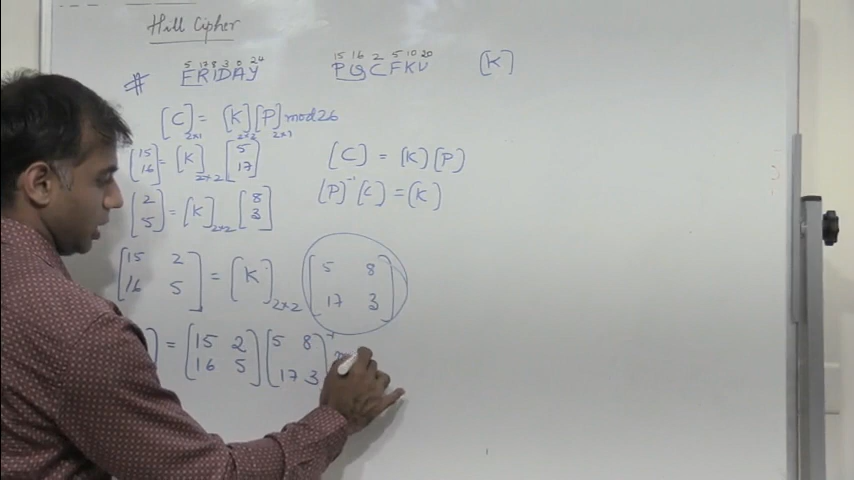 Hill Cipher
5 17 8 3 0 24 15 16 2 5 10 20
# FRIDAY PQCFKU [K]
[C] = [K] [P] mod 26
2×1 2×2 2×1
[15 16] = [K] 2×2 [5 17] [C] = [K] [P]
[P]⁻¹ [C] = [K]
[2 5] = [K] 2×2 [8 3]
[15 2
16 5] = [K] 2×2 [5 8
17 3]
] = [15 2
16 5] [5 8
17 3]